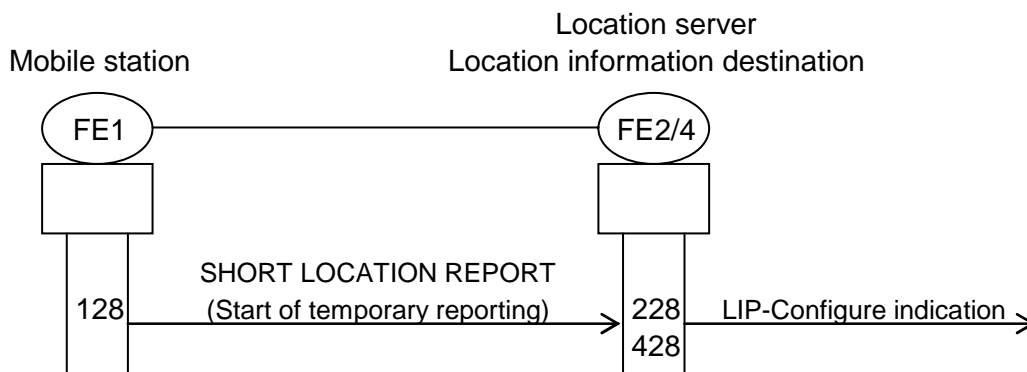 Location server
Mobile station
Location information destination
FE1
FE2/4
SHORT LOCATION REPORT
128
(Start of temporary reporting)
228
LIP-Configure indication
428